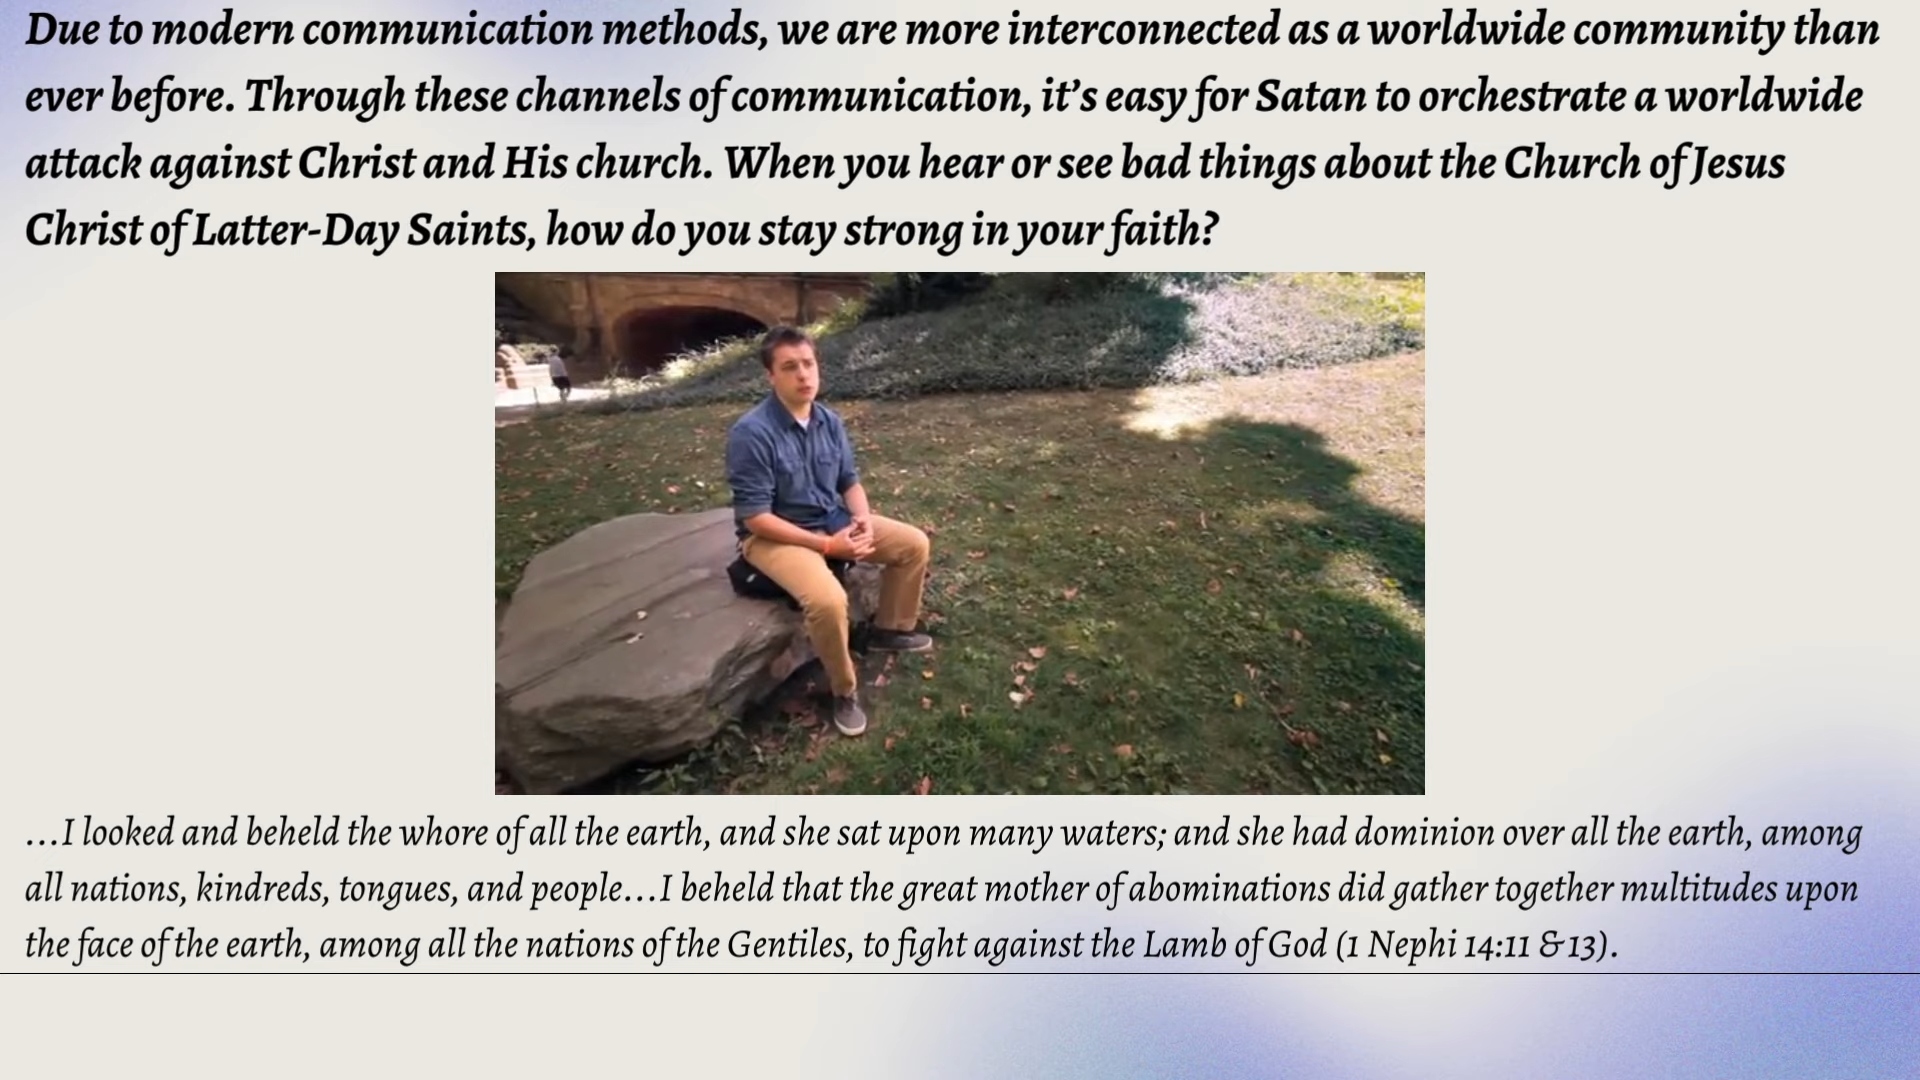 Due to modern communication methods, we are more interconnected as a worldwide community than
ever before. Through these channels of communication, it’s easy for Satan to orchestrate a worldwide
attack against Christ and His church. When you hear or see bad things about the Church of Jesus
Christ of Latter-Day Saints, how do you stay strong in your faith?
…I looked and beheld the whore of all the earth, and she sat upon many waters; and she had dominion over all the earth, among
all nations, kindreds, tongues, and people…I beheld that the great mother of abominations did gather together multitudes upon
the face of the earth, among all the nations of the Gentiles, to fight against the Lamb of God (1 Nephi 14:11 & 13).